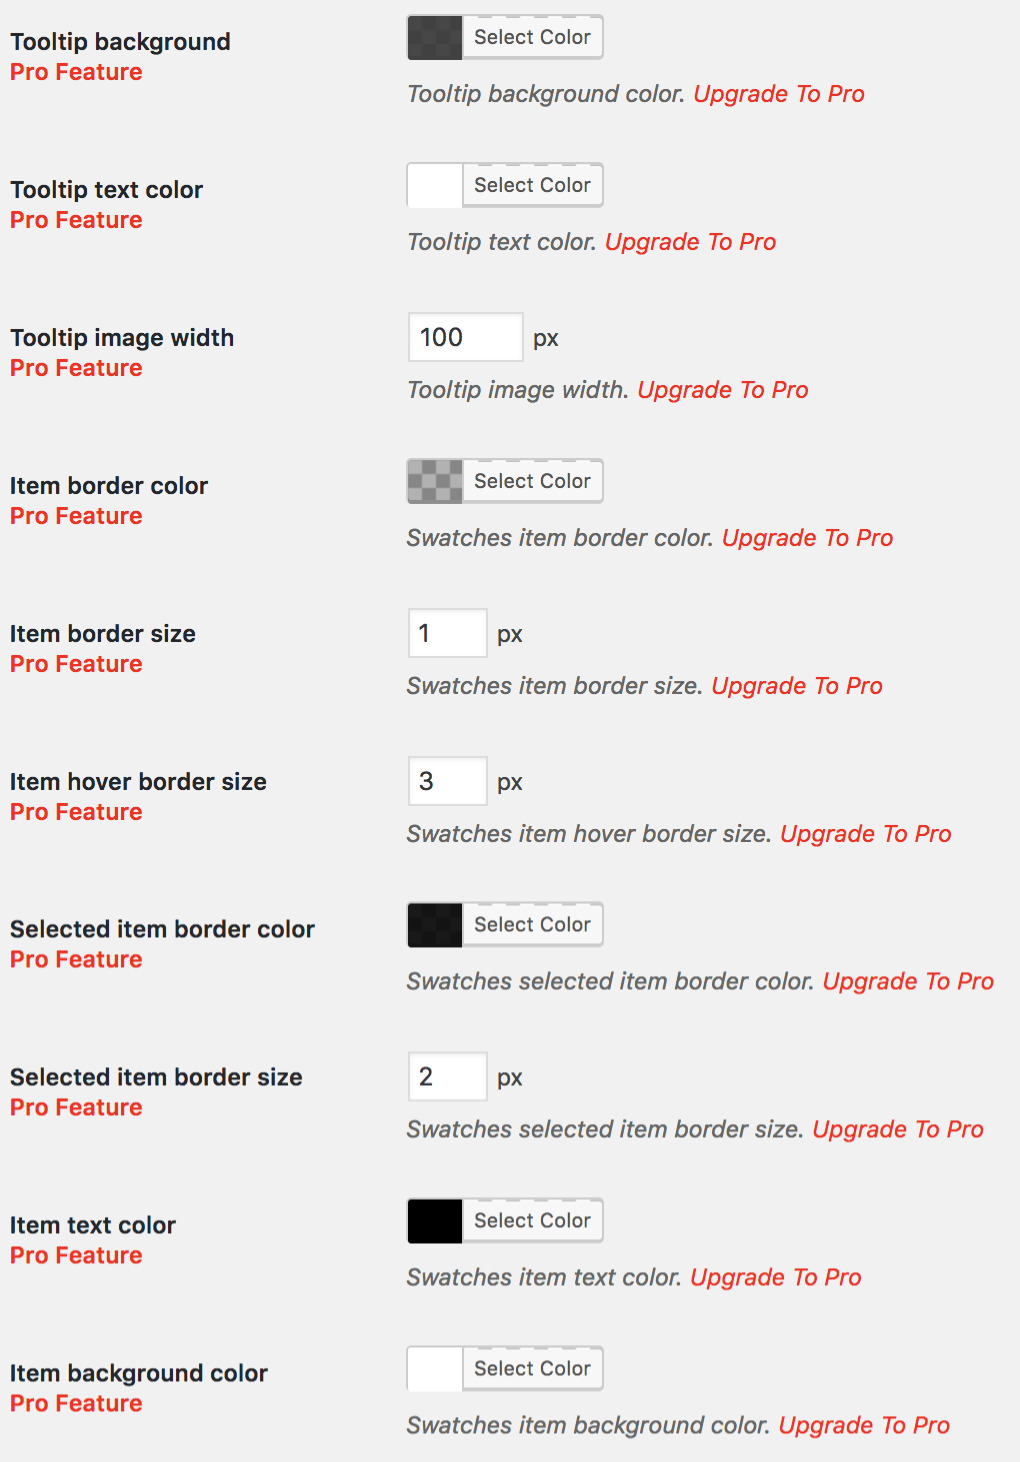 Tooltip background
Pro Feature
Select Color
Tooltip background color. Upgrade To Pro
Tooltip text color
Pro Feature
Select Color
Tooltip text color. Upgrade To Pro
Tooltip image width
Pro Feature
100 px
Tooltip image width. Upgrade To Pro
Item border color
Pro Feature
Select Color
Swatches item border color. Upgrade To Pro
Item border size
Pro Feature
1 px
Swatches item border size. Upgrade To Pro
Item hover border size
Pro Feature
3 px
Swatches item hover border size. Upgrade To Pro
Selected item border color
Pro Feature
Select Color
Swatches selected item border color. Upgrade To Pro
Selected item border size
Pro Feature
2 px
Swatches selected item border size. Upgrade To Pro
Item text color
Pro Feature
Select Color
Swatches item text color. Upgrade To Pro
Item background color
Pro Feature
Select Color
Swatches item background color. Upgrade To Pro